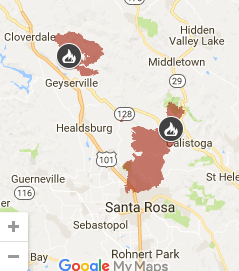 Hidden
Valley Lake
Cloverdale
Middletown
29
Geyserville
128
Healdsburg
Calistoga
101
Guerneville
St Hele
116
Santa Rosa
Sebastopol
+
−
Bay
Rohnert Park
Google My Maps